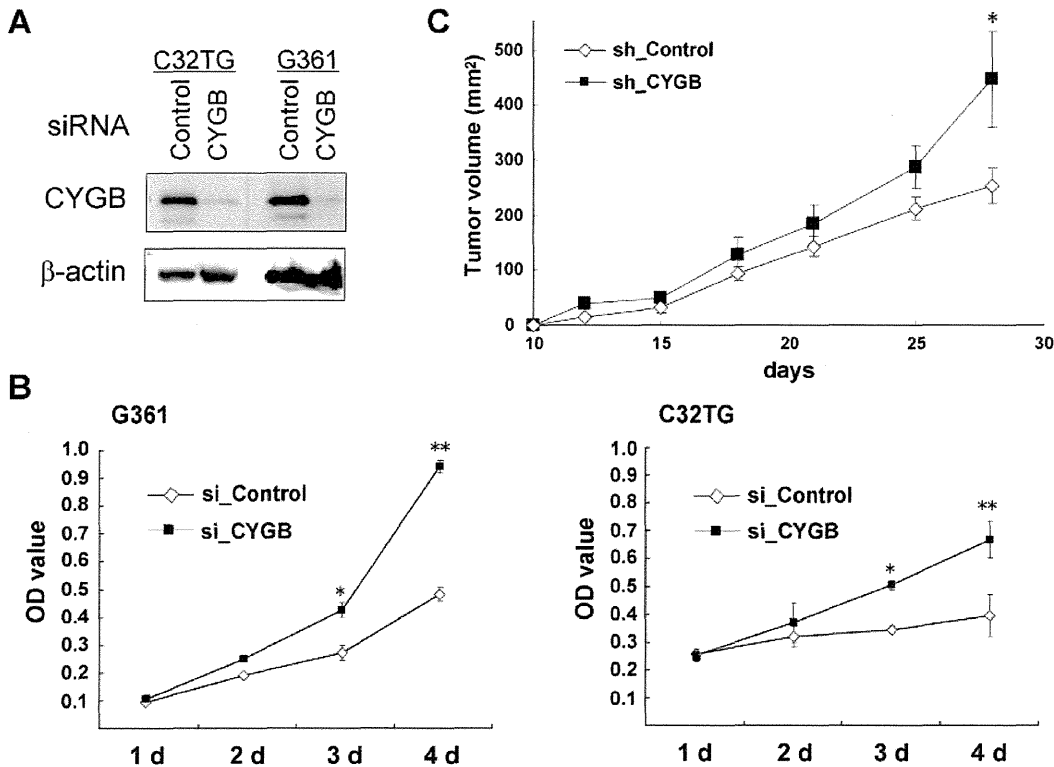 A
C32TG G361
siRNA
Control
CYGB
Control
CYGB
CYGB
β-actin
C
sh_Control
sh_CYGB
*
Tumor volume (mm²)
500
400
300
200
100
0
10 15 20 25 30
days
B
G361
si_Control
si_CYGB
*
**
OD value
1.0
0.9
0.8
0.7
0.6
0.5
0.4
0.3
0.2
0.1
1 d 2 d 3 d 4 d
C32TG
si_Control
si_CYGB
*
**
OD value
1.0
0.9
0.8
0.7
0.6
0.5
0.4
0.3
0.2
0.1
1 d 2 d 3 d 4 d